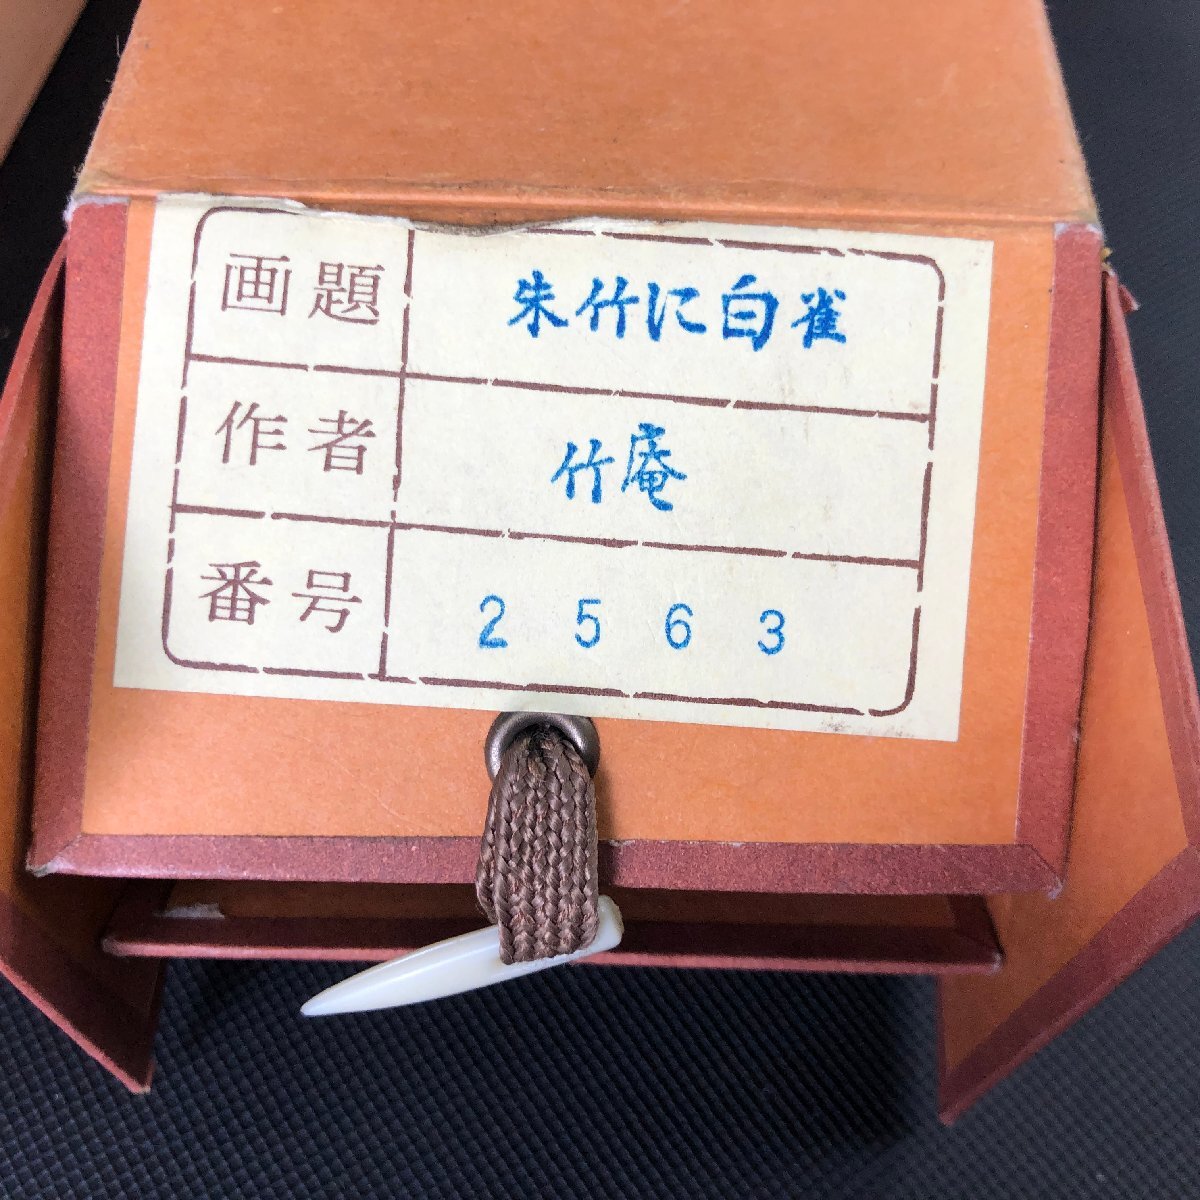 画題 朱竹に白雀
作者 竹庵
番号 2563